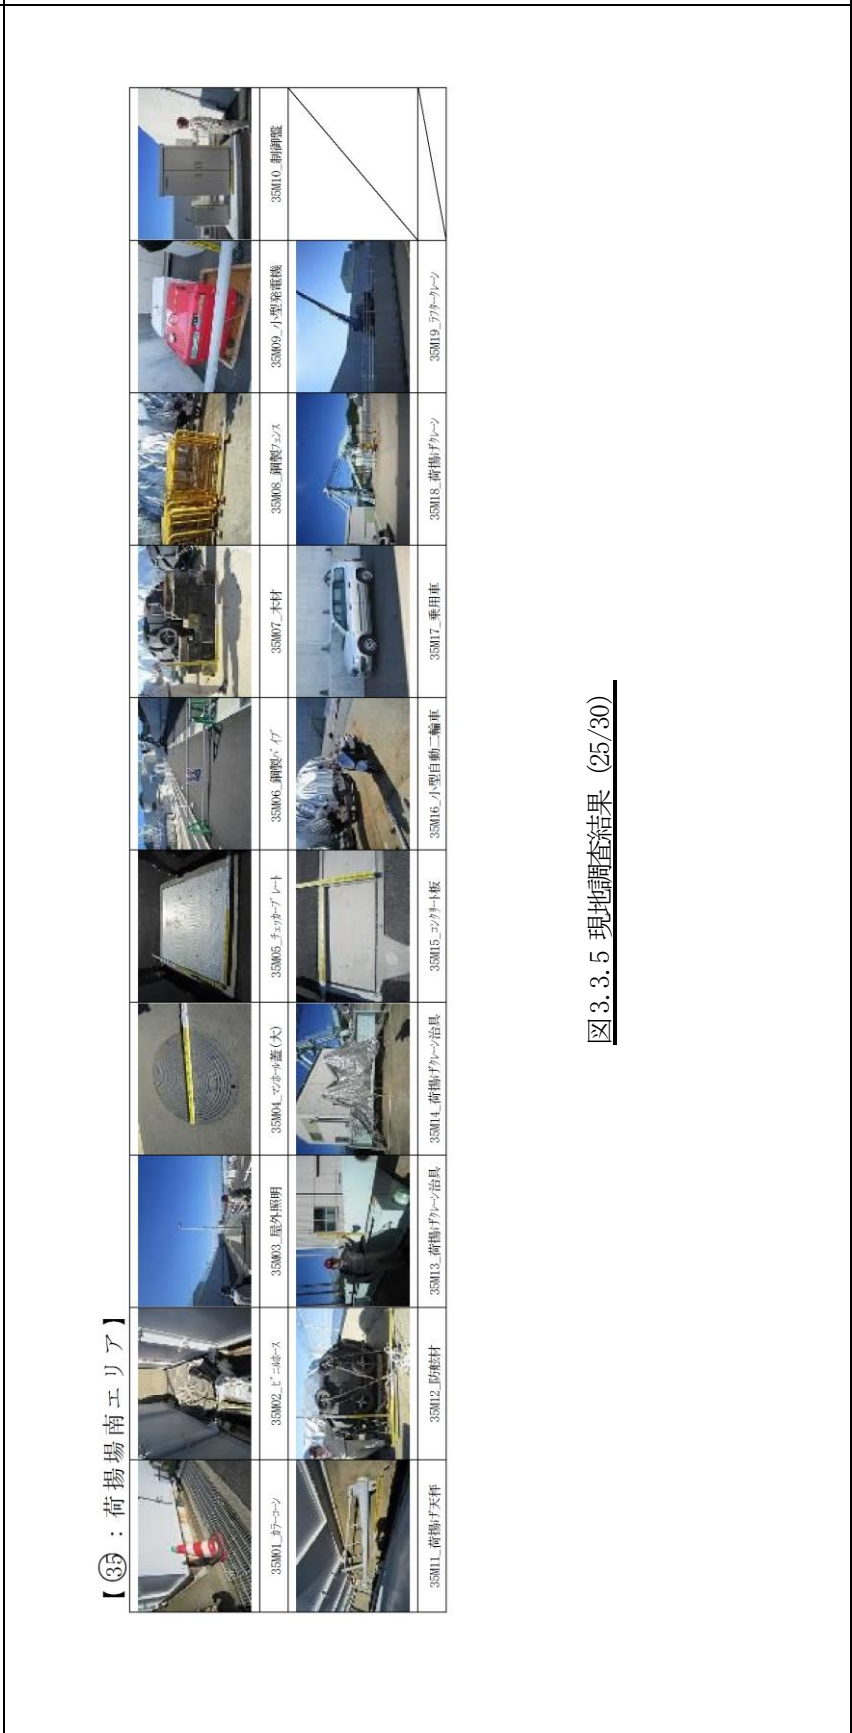 【㉟:荷揚場南エリア】
35M01_ｶﾗｰｺｰﾝ
35M02_ﾋﾞﾆﾙﾎｰｽ
35M03_屋外照明
35M04_ﾏﾝﾎｰﾙ蓋(大)
35M05_ﾁｪｯｶｰﾌﾟﾚｰﾄ
35M06_鋼製ﾊﾟｲﾌﾟ
35M07_木材
35M08_鋼製ﾌｪﾝｽ
35M09_小型発電機
35M10_制御盤
35M11_荷揚げ天秤
35M12_防舷材
35M13_荷揚げｸﾚｰﾝ治具
35M14_荷揚げｸﾚｰﾝ治具
35M15_ｺﾝｸﾘｰﾄ板
35M16_小型自動二輪車
35M17_乗用車
35M18_荷揚げｸﾚｰﾝ
35M19_ﾗﾌﾀｰｸﾚｰﾝ
図3.3.5 現地調査結果 (25/30)